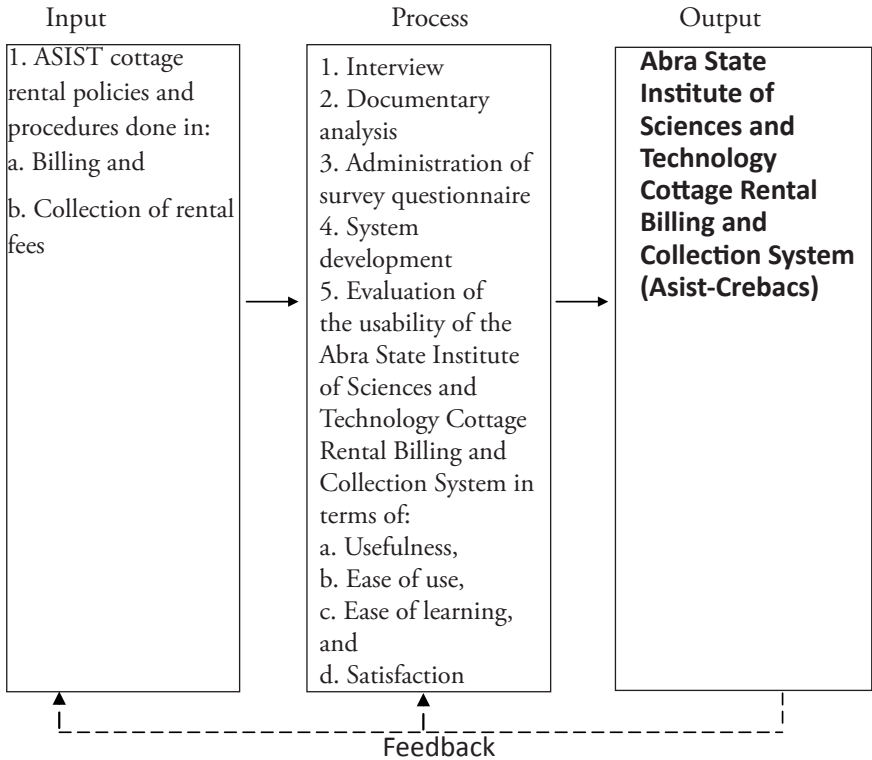 Input
1. ASIST cottage
rental policies and
procedures done in:
a. Billing and
b. Collection of rental
fees
Process
1. Interview
2. Documentary
analysis
3. Administration of
survey questionnaire
4. System
development
5. Evaluation of
the usability of the
Abra State Institute
of Sciences and
Technology Cottage
Rental Billing and
Collection System in
terms of:
a. Usefulness,
b. Ease of use,
c. Ease of learning,
and
d. Satisfaction
Output
Abra State
Institute of
Sciences and
Technology
Cottage Rental
Billing and
Collection System
(Asist-Crebacs)
Feedback